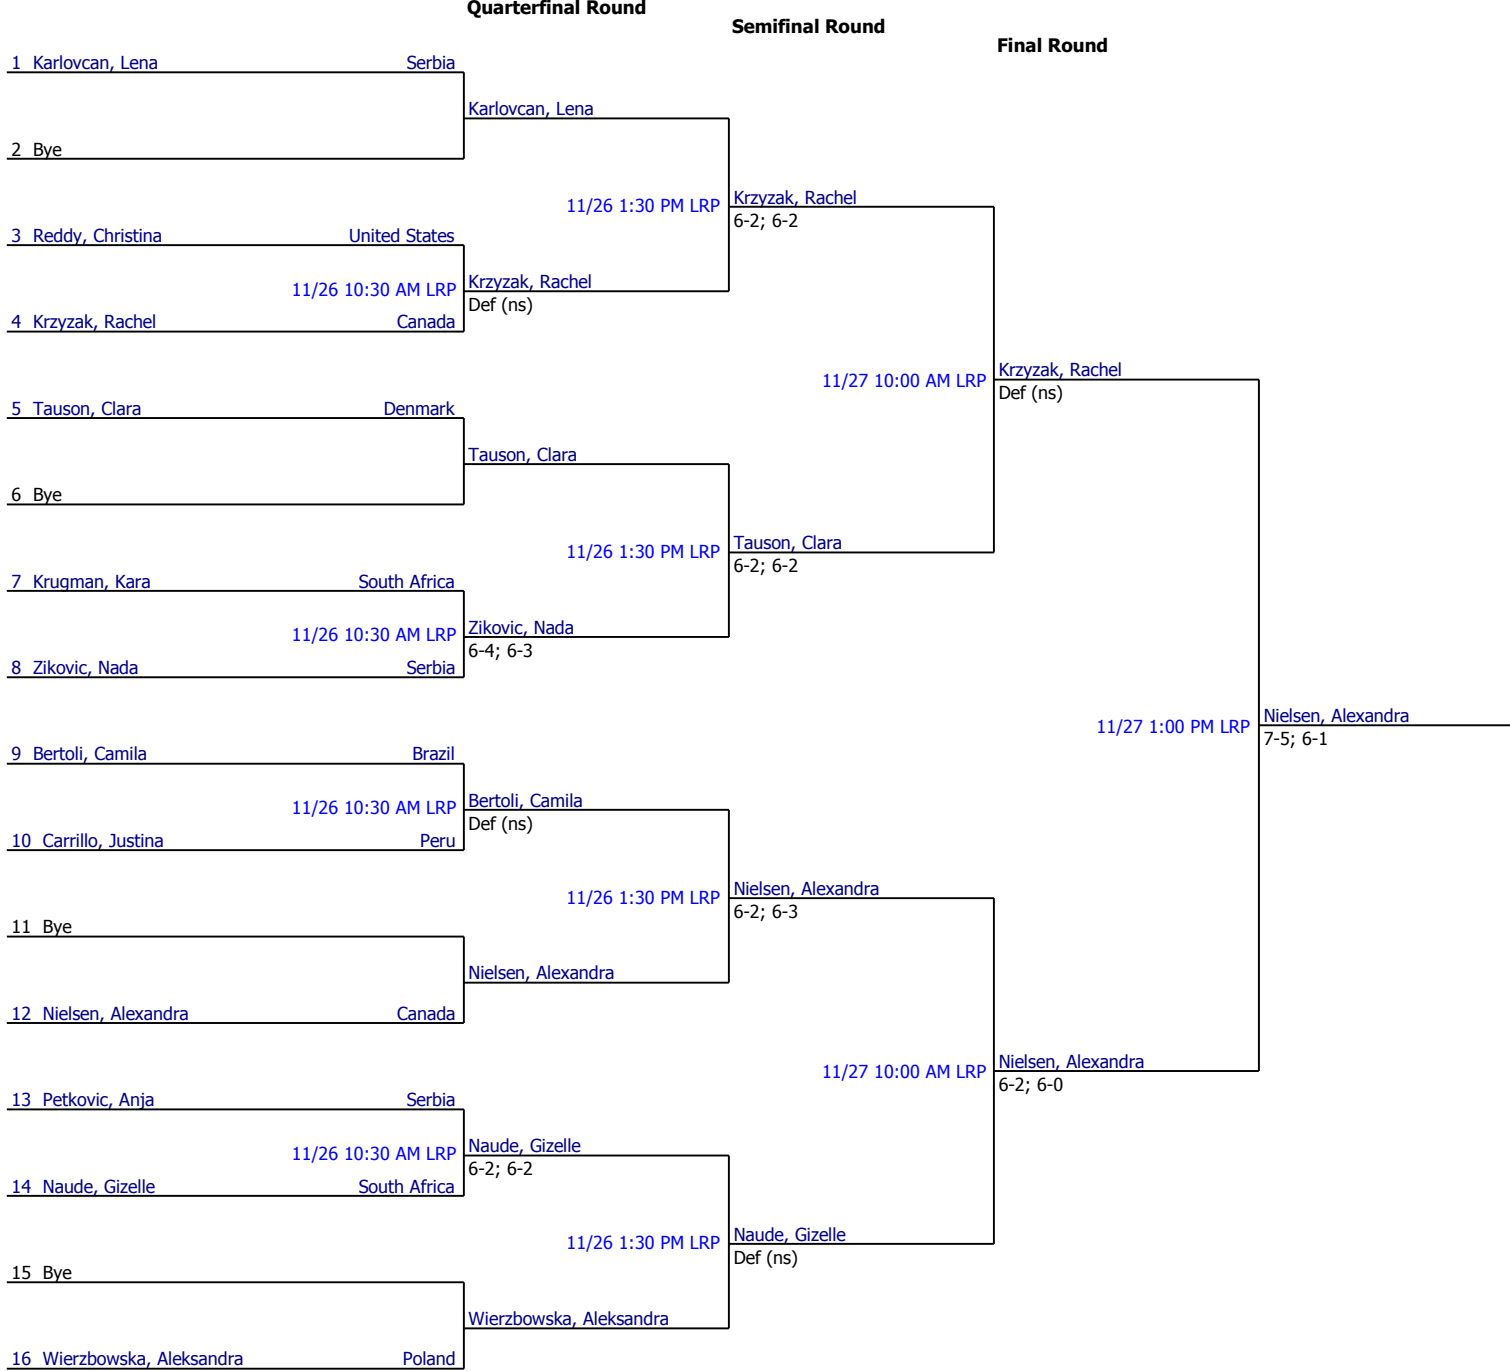 Quarterfinal Round
Semifinal Round
Final Round
1 Karlovcan, Lena Serbia
Karlovcan, Lena
2 Bye
11/26 1:30 PM LRP Krzyzak, Rachel
6-2; 6-2
3 Reddy, Christina United States
11/26 10:30 AM LRP Krzyzak, Rachel
Def (ns)
4 Krzyzak, Rachel Canada
11/27 10:00 AM LRP Krzyzak, Rachel
Def (ns)
5 Tauson, Clara Denmark
Tauson, Clara
6 Bye
11/26 1:30 PM LRP Tauson, Clara
6-2; 6-2
7 Krugman, Kara South Africa
11/26 10:30 AM LRP Zikovic, Nada
6-4; 6-3
8 Zikovic, Nada Serbia
11/27 1:00 PM LRP Nielsen, Alexandra
7-5; 6-1
9 Bertoli, Camila Brazil
11/26 10:30 AM LRP Bertoli, Camila
Def (ns)
10 Carrillo, Justina Peru
11/26 1:30 PM LRP Nielsen, Alexandra
6-2; 6-3
11 Bye
Nielsen, Alexandra
12 Nielsen, Alexandra Canada
11/27 10:00 AM LRP Nielsen, Alexandra
6-2; 6-0
13 Petkovic, Anja Serbia
11/26 10:30 AM LRP Naude, Gizelle
6-2; 6-2
14 Naude, Gizelle South Africa
11/26 1:30 PM LRP Naude, Gizelle
Def (ns)
15 Bye
Wierzbowska, Aleksandra
16 Wierzbowska, Aleksandra Poland